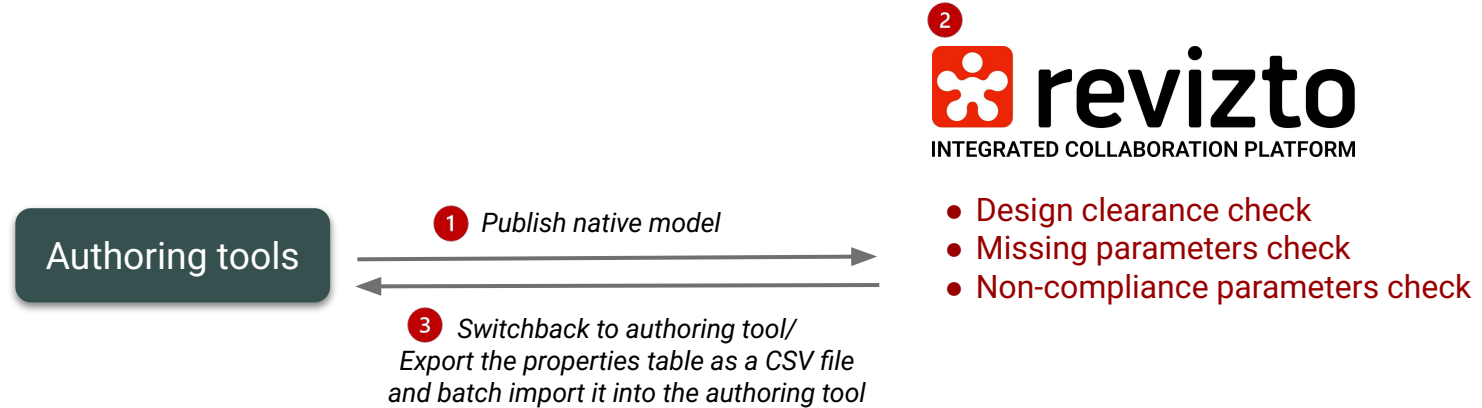 2
revizto
INTEGRATED COLLABORATION PLATFORM
Authoring tools
1 Publish native model
● Design clearance check
● Missing parameters check
● Non-compliance parameters check
3 Switchback to authoring tool/
Export the properties table as a CSV file
and batch import it into the authoring tool